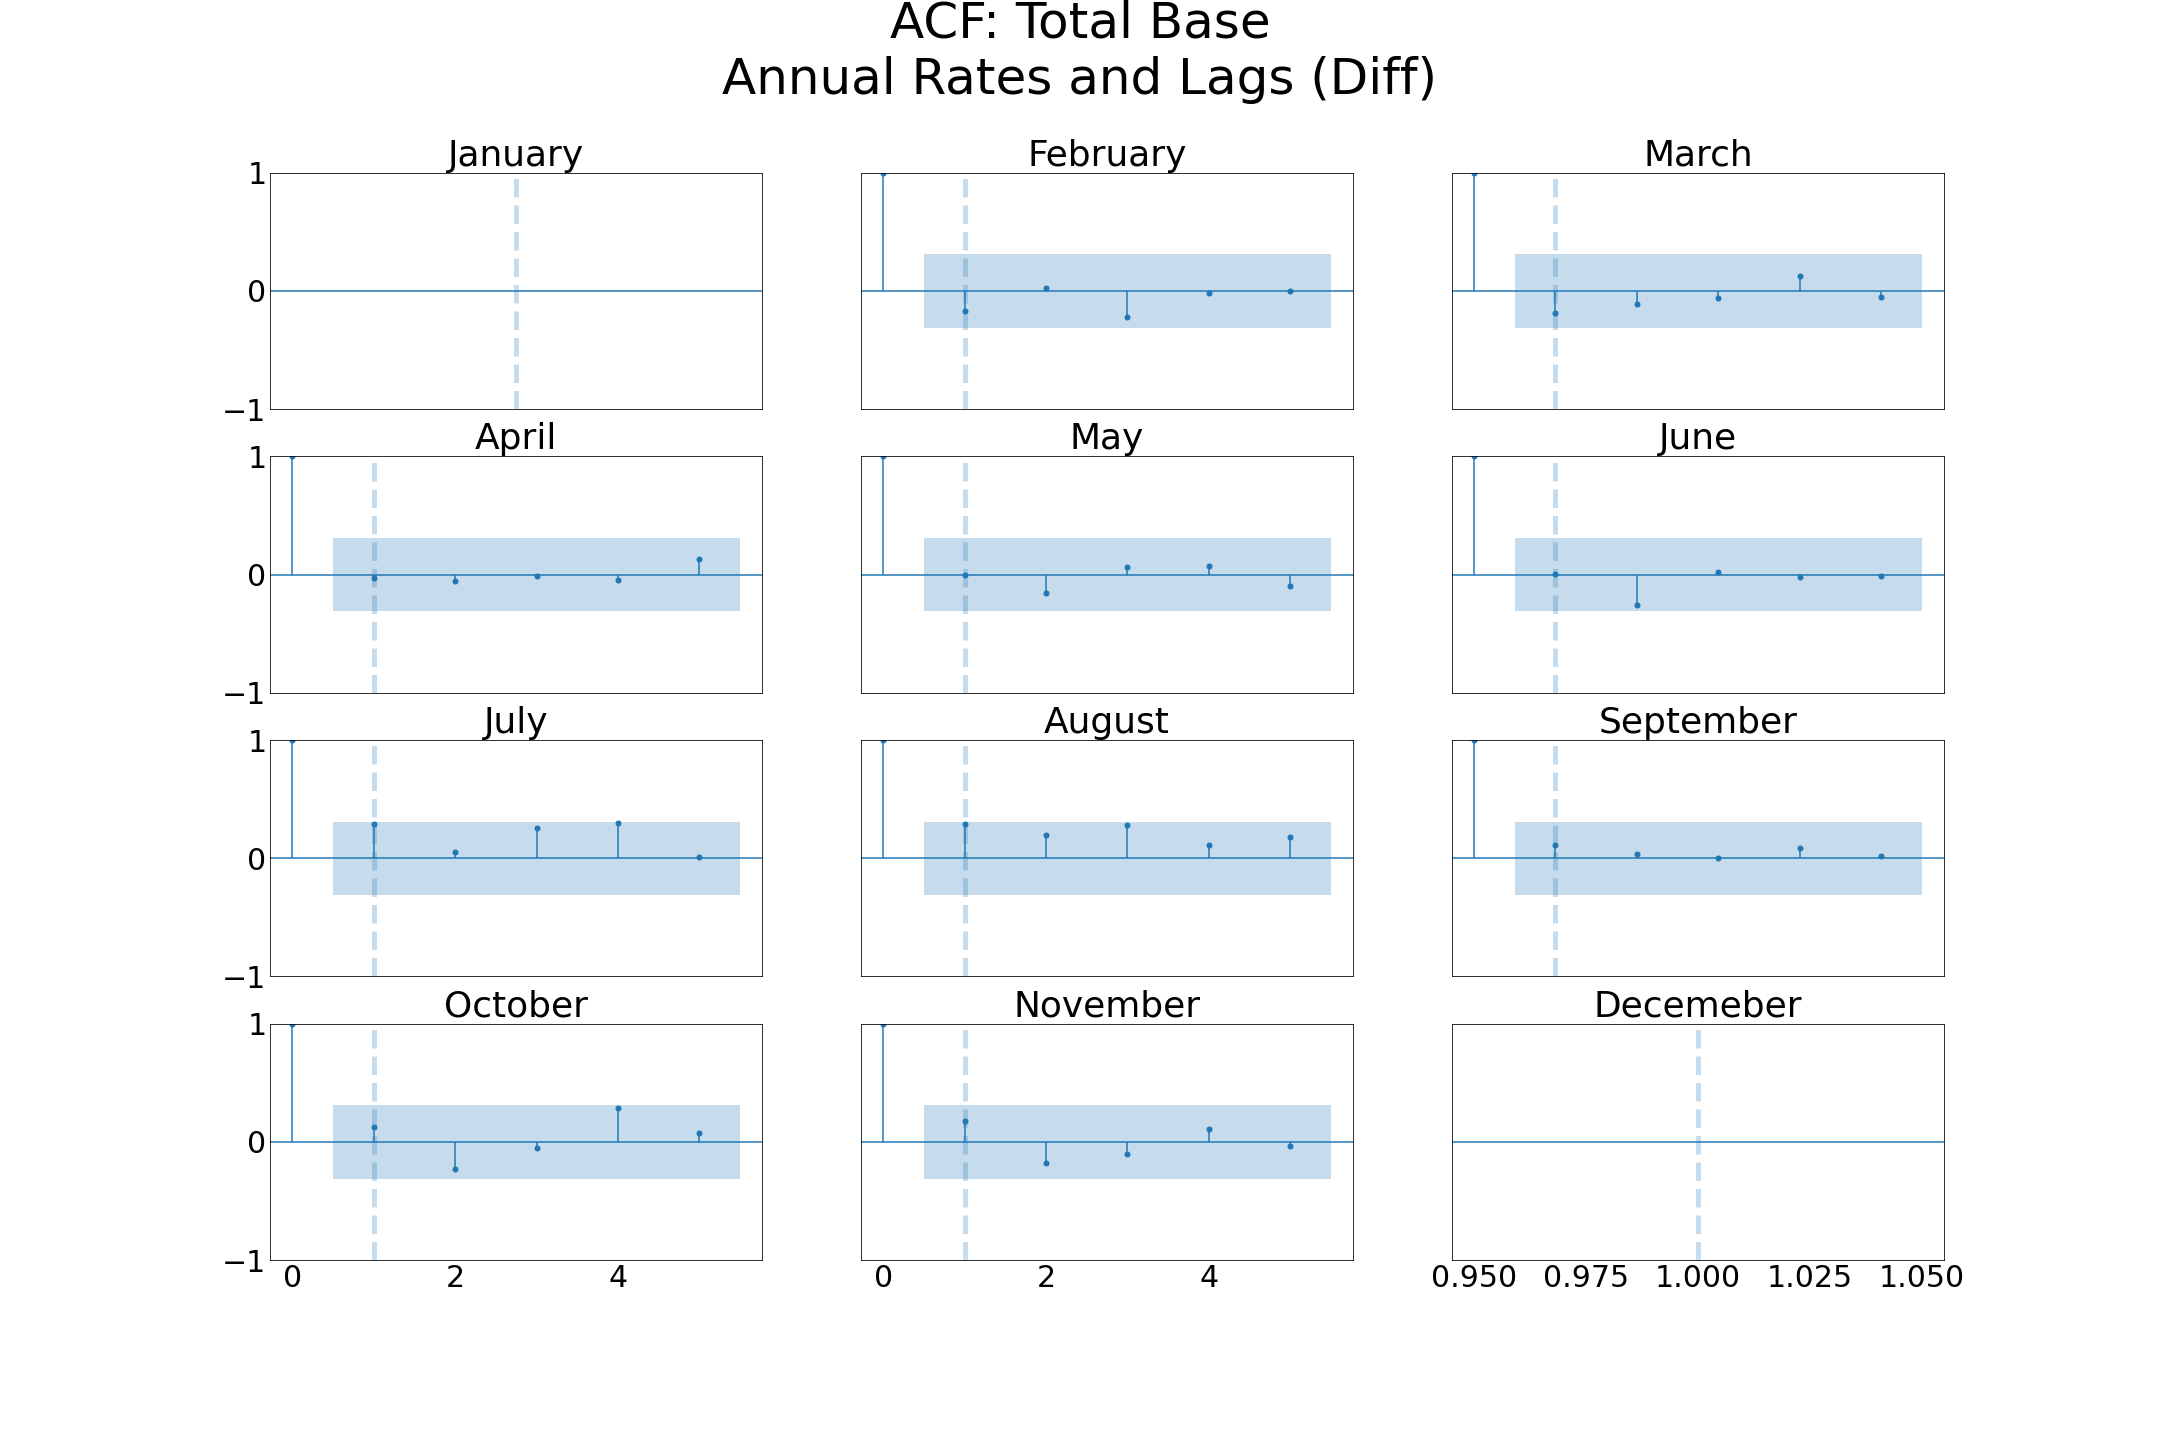 ACF: Total Base
Annual Rates and Lags (Diff)
January
February
March
1
0
−1
April
May
June
1
0
−1
July
August
September
1
0
−1
October
November
Decemeber
1
0
−1
0 2 4
0 2 4
0.950 0.975 1.000 1.025 1.050